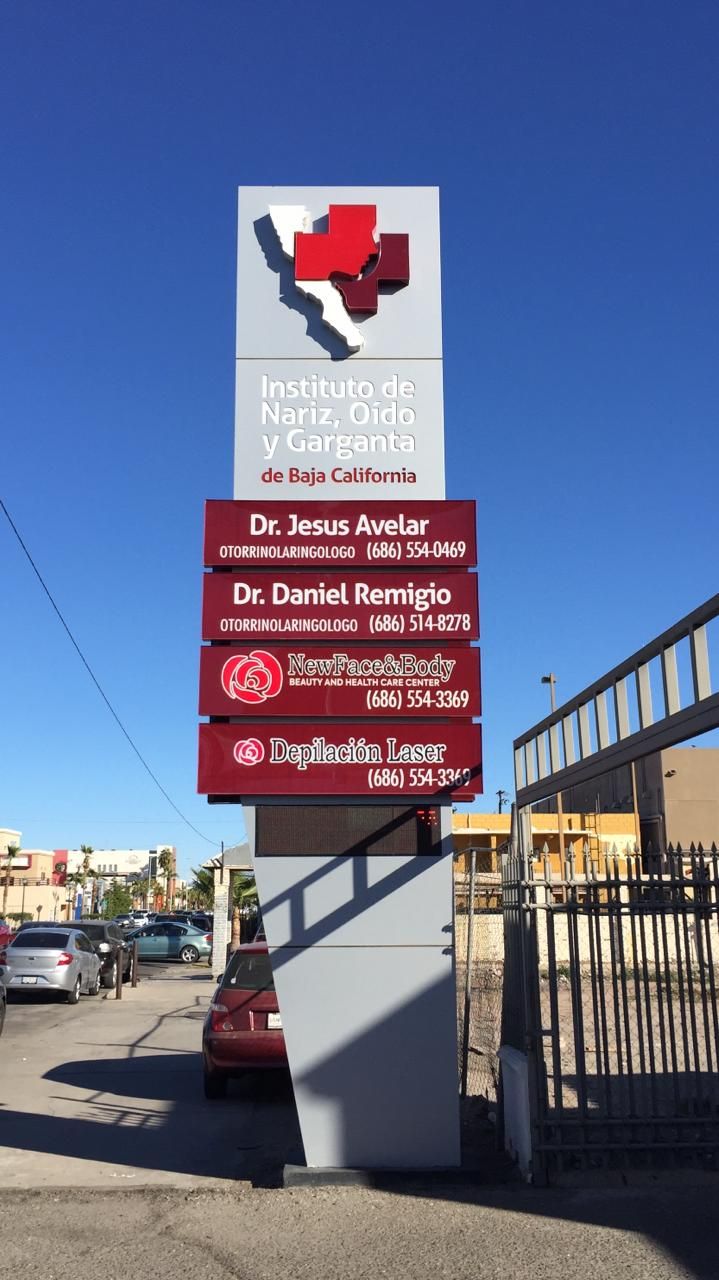 Instituto de
Nariz, Oído
y Garganta
de Baja California
Dr. Jesus Avelar
OTORRINOLARINGOLOGO (686) 554-0469
Dr. Daniel Remigio
OTORRINOLARINGOLOGO (686) 514-8278
NewFace&Body
BEAUTY AND HEALTH CARE CENTER
(686) 554-3369
Depilación Laser
(686) 554-3369